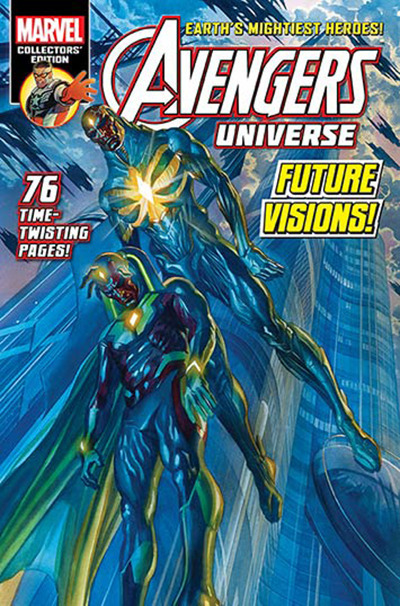 MARVEL
COLLECTORS'
EDITION
EARTH'S MIGHTIEST HEROES!
AVENGERS
UNIVERSE
FUTURE
VISIONS!
76
TIME-
TWISTING
PAGES!